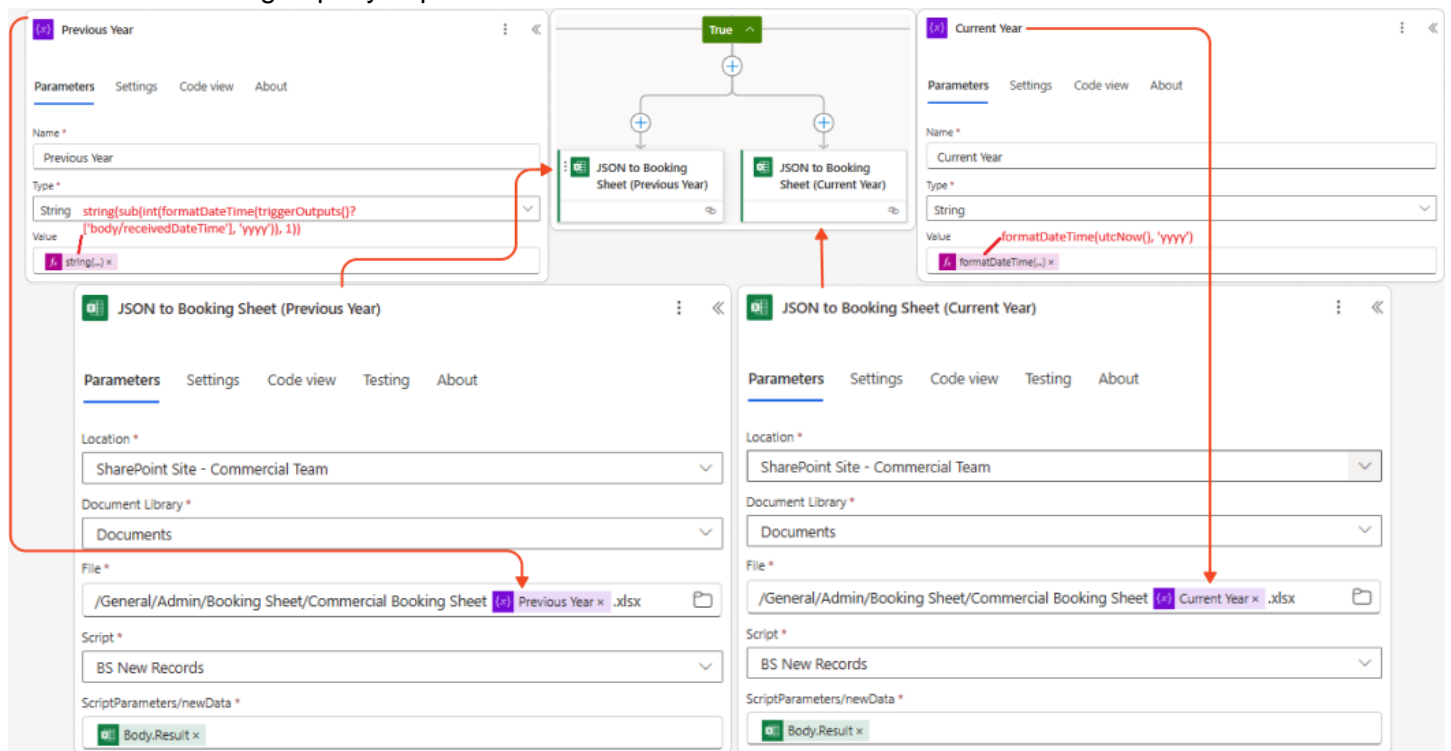 Previous Year
Parameters Settings Code view About
Name *
Previous Year
Type *
String
string(sub(int(formatDateTime(triggerOutputs()?
['body/receivedDateTime'], 'yyyy')), 1))
Value
fx string(...) ×
True
JSON to Booking
Sheet (Previous Year)
JSON to Booking
Sheet (Current Year)
Current Year
Parameters Settings Code view About
Name *
Current Year
Type *
String
Value
formatDateTime(utcNow(), 'yyyy')
fx formatDateTime(...) ×
JSON to Booking Sheet (Previous Year)
Parameters Settings Code view Testing About
Location *
SharePoint Site - Commercial Team
Document Library *
Documents
File *
/General/Admin/Booking Sheet/Commercial Booking Sheet {x} Previous Year × .xlsx
Script *
BS New Records
ScriptParameters/newData *
Body.Result ×
JSON to Booking Sheet (Current Year)
Parameters Settings Code view Testing About
Location *
SharePoint Site - Commercial Team
Document Library *
Documents
File *
/General/Admin/Booking Sheet/Commercial Booking Sheet {x} Current Year × .xlsx
Script *
BS New Records
ScriptParameters/newData *
Body.Result ×